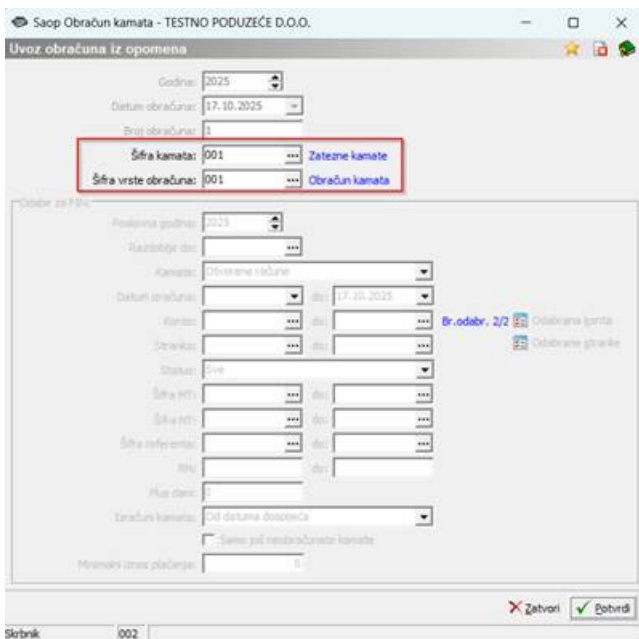 Saop Obračun kamata - TESTNO PODUZEĆE D.O.O.
Uvoz obračuna iz opomena
Godina: 2025
Datum obračuna: 17.10.2025
Broj obračuna: 1
Šifra kamata: 001 ... Zatezne kamate
Šifra vrste obračuna: 001 ... Obračun kamata
Odabir za
Poslovna godina: 2025
Razdoblje do: ...
Kamate: Otvorene račune
Datum izračuna: do: 17.10.2025
Konto: ... do: ... Br.odabr. 2/2 Odabrana konta
Stranka: ... do: ... Odabrane stranke
Status: Sve
Šifra MT: ... do: ...
Šifra NT: ... do: ...
Šifra referenta: ... do: ...
RN: do:
Plus dani: 0
Izračun kamata: Od datuma dospijeća
Samo još neobračunate kamate
Minimalni iznos plaćanja: 0
Zatvori Potvrdi
Skrbnik 002